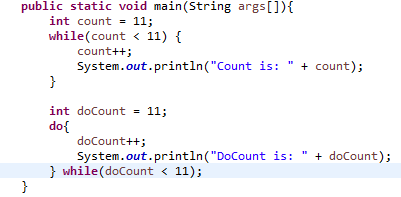 public static void main(String args[]){
    int count = 11;
    while(count < 11) {
        count++;
        System.out.println("Count is: " + count);
    }

    int doCount = 11;
    do{
        doCount++;
        System.out.println("DoCount is: " + doCount);
    } while(doCount < 11);
}